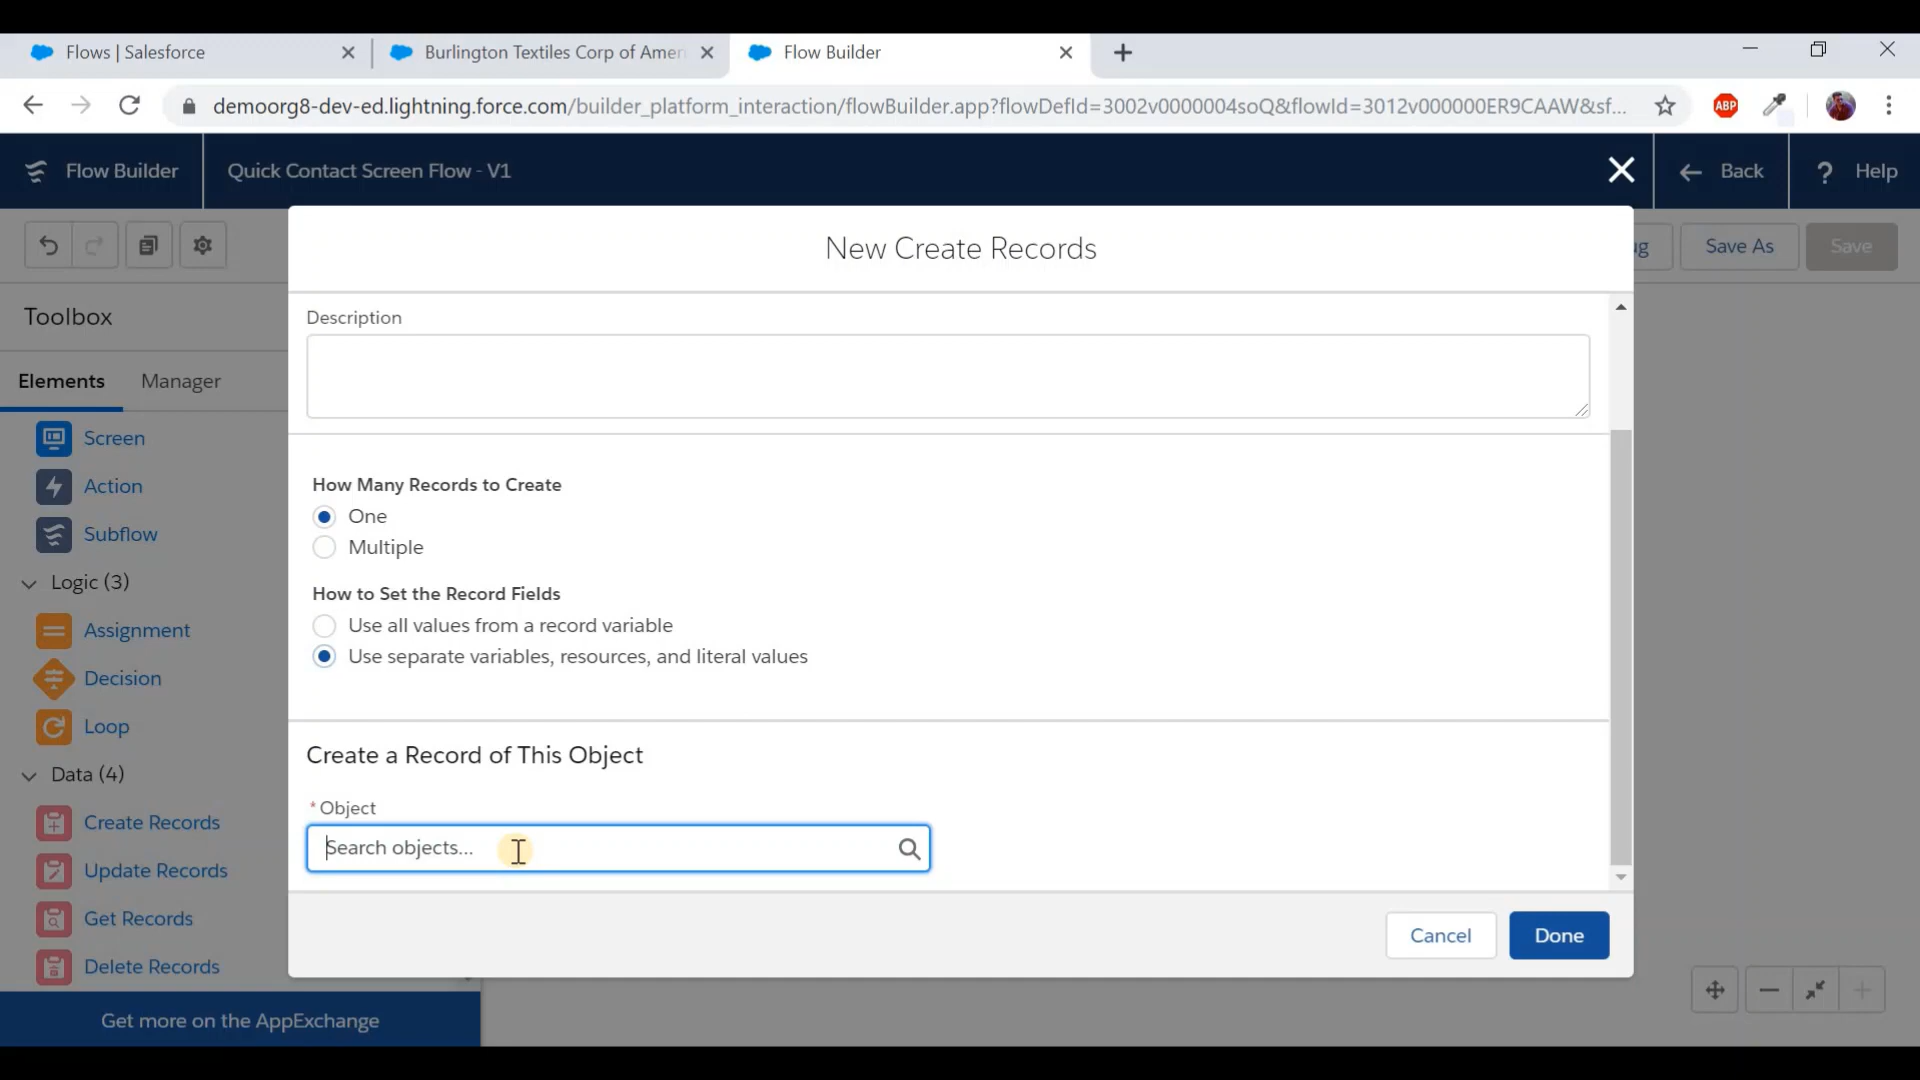 Flows | Salesforce
Burlington Textiles Corp of Amer
Flow Builder
demoorg8-dev-ed.lightning.force.com/builder_platform_interaction/flowBuilder.app?flowDefId=3002v0000004soQ&flowId=3012v000000ER9CAAW&sf...
ABP
Flow Builder
Quick Contact Screen Flow - V1
Back
? Help
New Create Records
ug
Save As
Save
Toolbox
Elements
Manager
Screen
Action
Subflow
Logic (3)
Assignment
Decision
Loop
Data (4)
Create Records
Update Records
Get Records
Delete Records
Get more on the AppExchange
Description
How Many Records to Create
One
Multiple
How to Set the Record Fields
Use all values from a record variable
Use separate variables, resources, and literal values
Create a Record of This Object
*Object
Search objects...
Cancel
Done